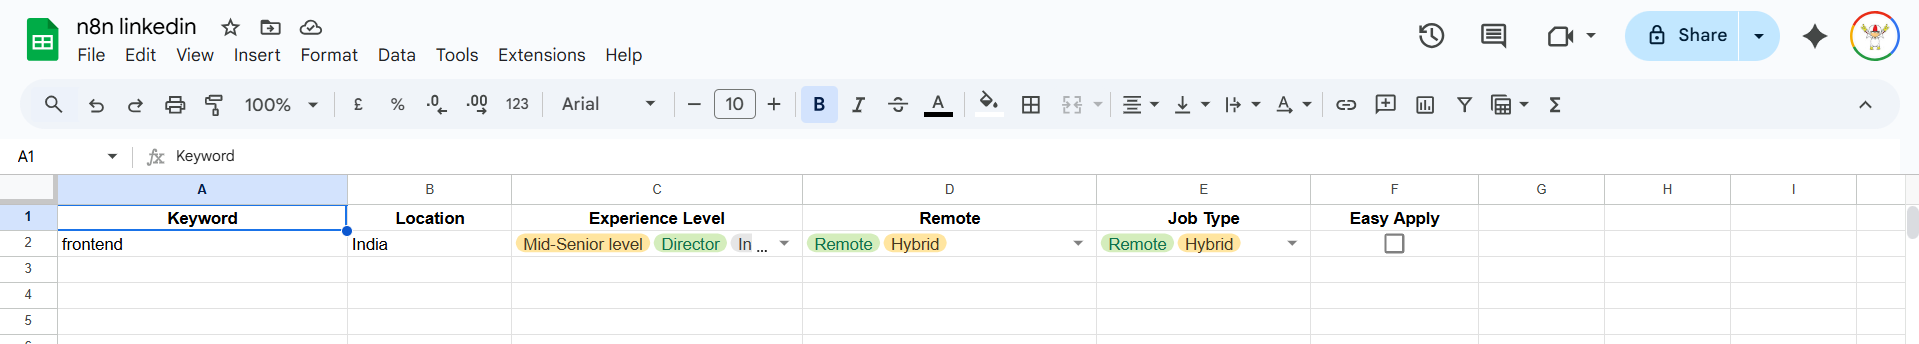 n8n linkedin
File Edit View Insert Format Data Tools Extensions Help
Share
100% £ % .0 .00 123 Arial 10 B I S A Σ
A1 fx Keyword
A B C D E F G H I
1 Keyword Location Experience Level Remote Job Type Easy Apply
2 frontend India Mid-Senior level Director In ... Remote Hybrid Remote Hybrid
3
4
5